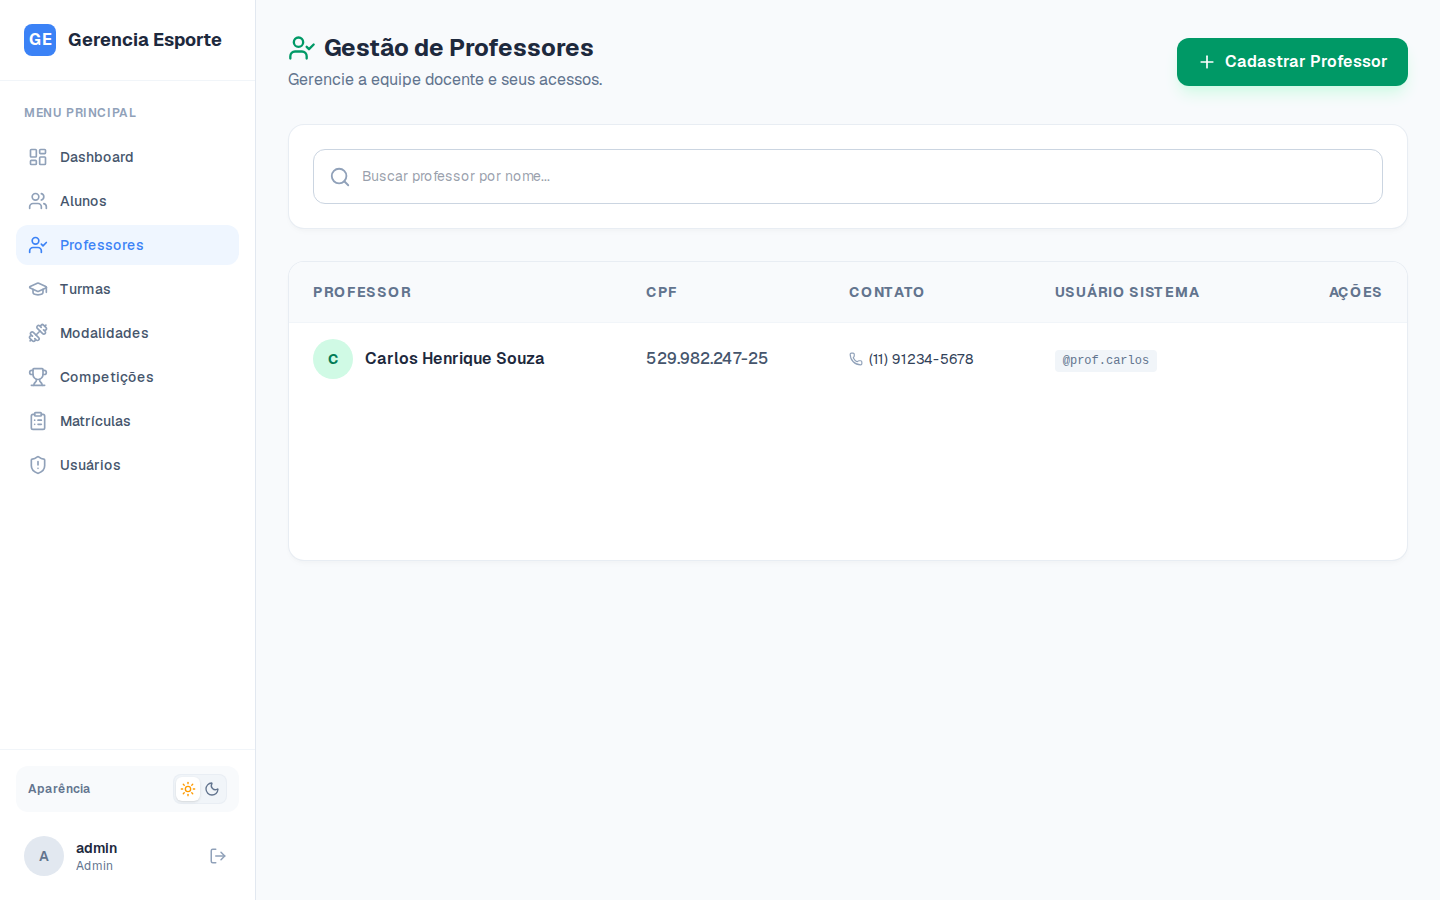 GE Gerencia Esporte
MENU PRINCIPAL
Dashboard
Alunos
Professores
Turmas
Modalidades
Competições
Matrículas
Usuários
Aparência
A
admin
Admin
Gestão de Professores
Gerencie a equipe docente e seus acessos.
Cadastrar Professor
Buscar professor por nome...
PROFESSOR CPF CONTATO USUÁRIO SISTEMA AÇÕES
C Carlos Henrique Souza 529.982.247-25 (11) 91234-5678 @prof.carlos